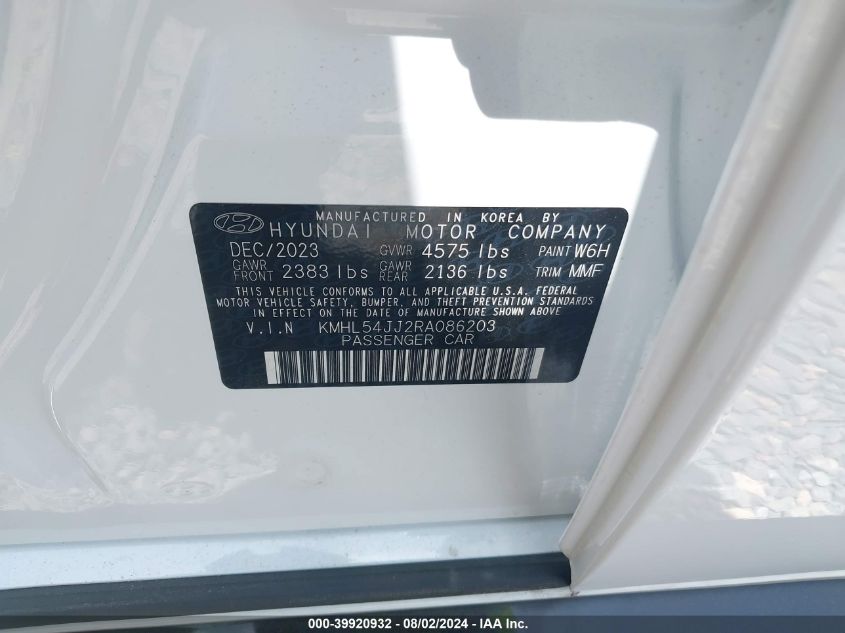 MANUFACTURED IN KOREA BY
HYUNDAI MOTOR COMPANY
DEC/2023 GVWR 4575 lbs PAINT W6H
GAWR FRONT 2383 lbs GAWR REAR 2136 lbs TRIM MMF
THIS VEHICLE CONFORMS TO ALL APPLICABLE U.S.A. FEDERAL
MOTOR VEHICLE SAFETY, BUMPER, AND THEFT PREVENTION STANDARDS
IN EFFECT ON THE DATE OF MANUFACTURE SHOWN ABOVE
V.I.N KMHL54JJ2RA086203
PASSENGER CAR
000-39920932 - 08/02/2024 - IAA Inc.